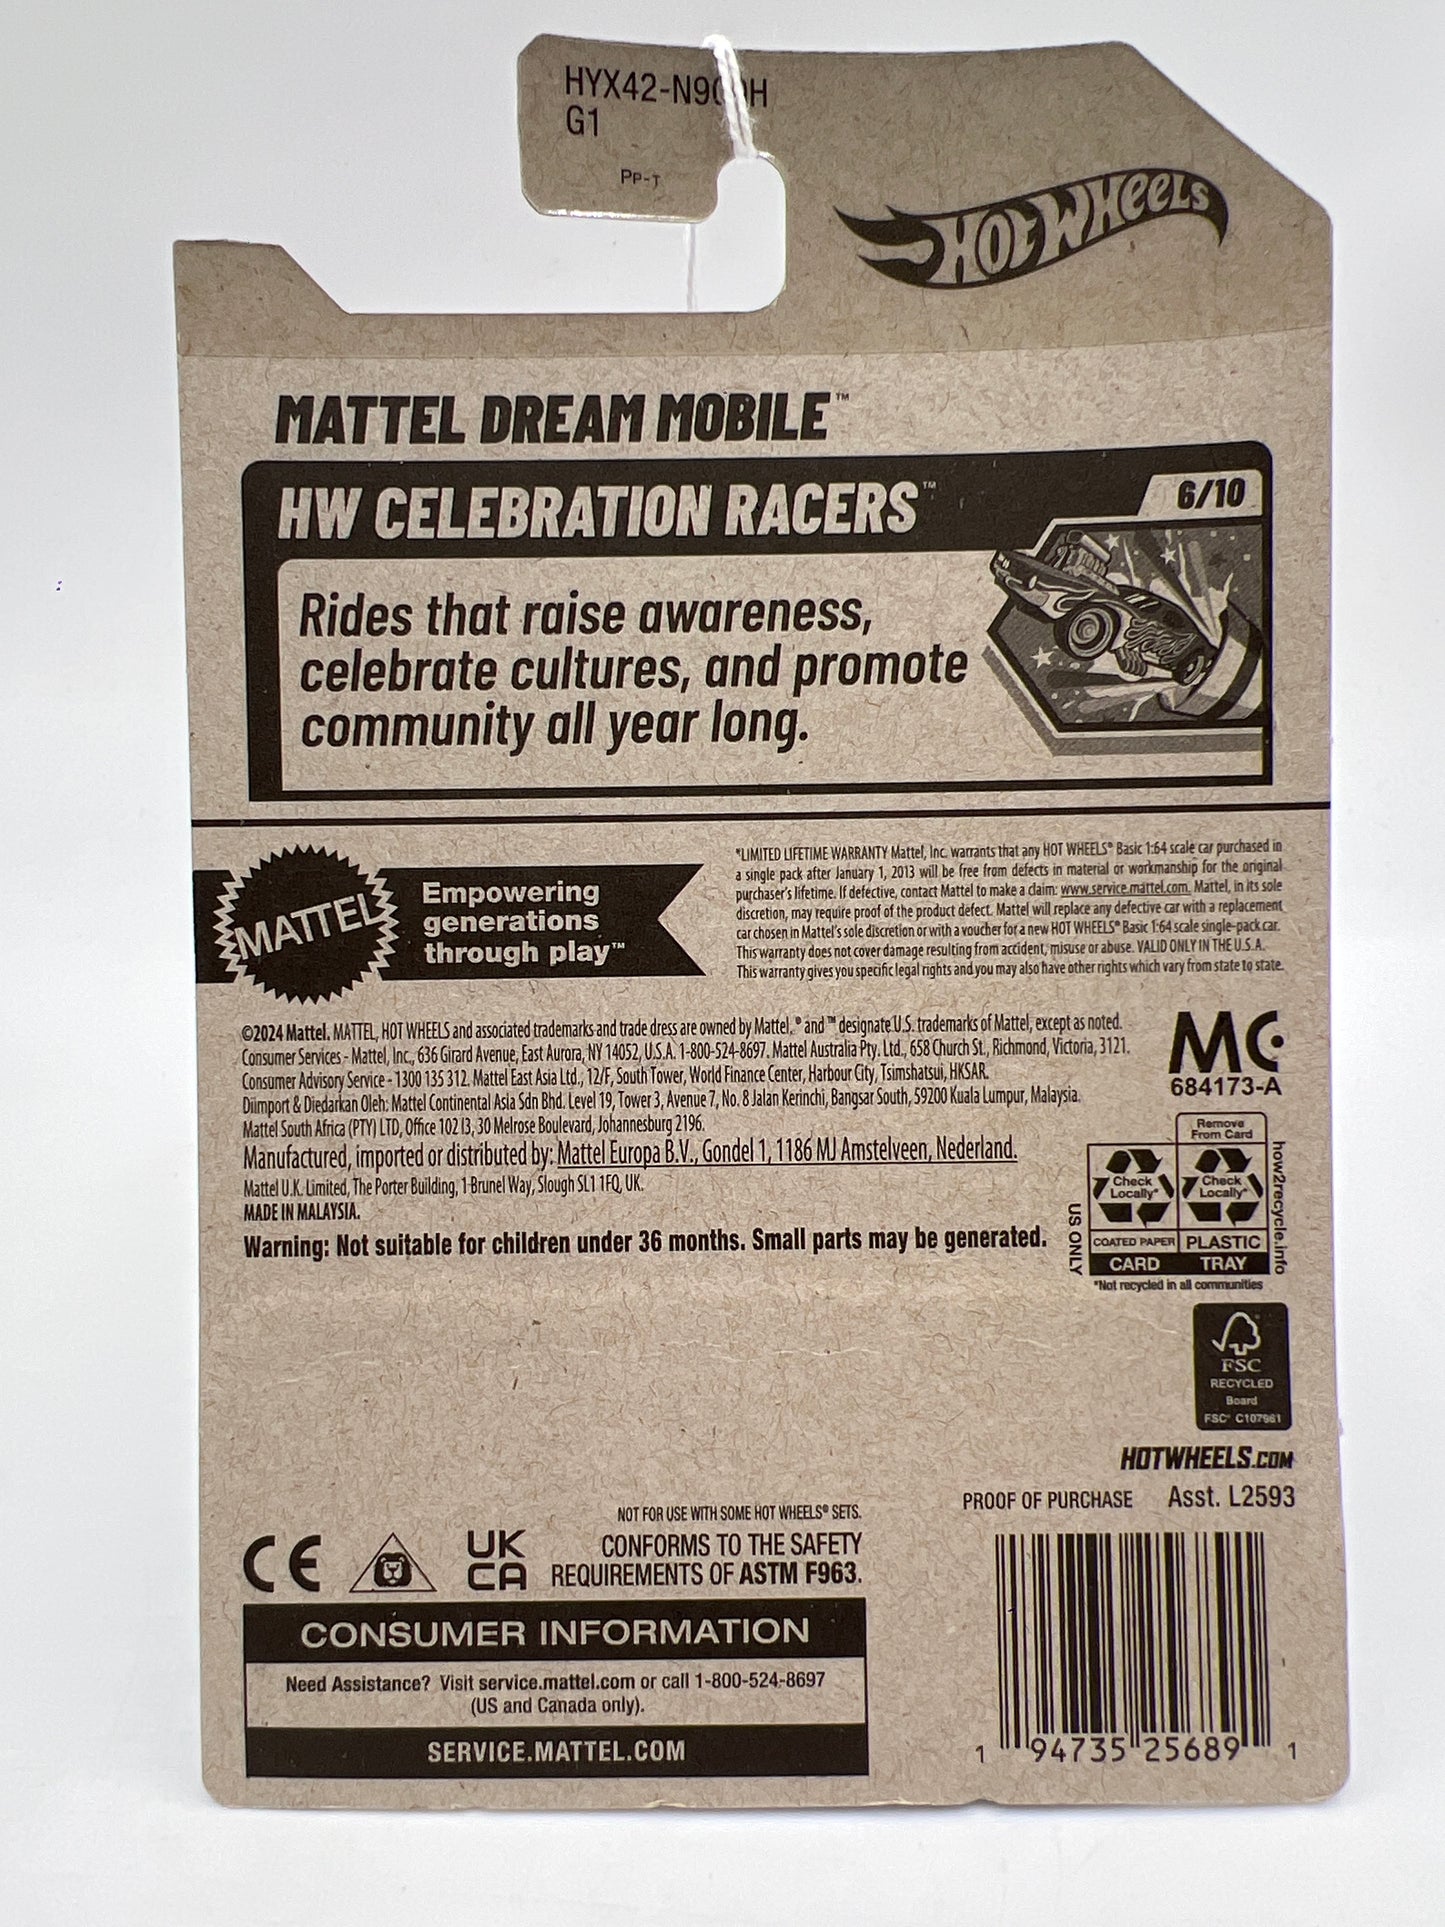 HYX42-N9
G1
PP-T
HOT WHEELS
MATTEL DREAM MOBILE™
HW CELEBRATION RACERS™
6/10
Rides that raise awareness,
celebrate cultures, and promote
community all year long.
MATTEL
Empowering
generations
through play™
*LIMITED LIFETIME WARRANTY Mattel, Inc. warrants that any HOT WHEELS® Basic 1:64 scale car purchased in
a single pack after January 1, 2013 will be free from defects in material or workmanship for the original
purchaser's lifetime. If defective, contact Mattel to make a claim: www.service.mattel.com. Mattel, in its sole
discretion, may require proof of the product defect. Mattel will replace any defective car with a replacement
car chosen in Mattel's sole discretion or with a voucher for a new HOT WHEELS® Basic 1:64 scale single-pack car.
This warranty does not cover damage resulting from accident, misuse or abuse. VALID ONLY IN THE U.S.A.
This warranty gives you specific legal rights and you may also have other rights which vary from state to state.
©2024 Mattel. MATTEL, HOT WHEELS and associated trademarks and trade dress are owned by Mattel. ® and ™ designate U.S. trademarks of Mattel, except as noted.
Consumer Services - Mattel, Inc., 636 Girard Avenue, East Aurora, NY 14052, U.S.A. 1-800-524-8697. Mattel Australia Pty. Ltd., 658 Church St., Richmond, Victoria, 3121.
Consumer Advisory Service - 1300 135 312. Mattel East Asia Ltd., 12/F, South Tower, World Finance Center, Harbour City, Tsimshatsui, HKSAR.
Diimport & Diedarkan Oleh: Mattel Continental Asia Sdn Bhd. Level 19, Tower 3, Avenue 7, No. 8 Jalan Kerinchi, Bangsar South, 59200 Kuala Lumpur, Malaysia.
Mattel South Africa (PTY) LTD, Office 102 I3, 30 Melrose Boulevard, Johannesburg 2196.
Manufactured, imported or distributed by: Mattel Europa B.V., Gondel 1, 1186 MJ Amstelveen, Nederland.
Mattel U.K. Limited, The Porter Building, 1 Brunel Way, Slough SL1 1FQ, UK.
MADE IN MALAYSIA.
Warning: Not suitable for children under 36 months. Small parts may be generated.
MC
684173-A
Remove
From Card
Check
Locally*
Check
Locally*
COATED PAPER
PLASTIC
CARD
TRAY
US ONLY
how2recycle.info
*Not recycled in all communities
FSC
RECYCLED
Board
FSC® C107961
HOTWHEELS.COM
PROOF OF PURCHASE Asst. L2593
NOT FOR USE WITH SOME HOT WHEELS® SETS.
CE
UK
CA
CONFORMS TO THE SAFETY
REQUIREMENTS OF ASTM F963.
CONSUMER INFORMATION
Need Assistance? Visit service.mattel.com or call 1-800-524-8697
(US and Canada only).
SERVICE.MATTEL.COM
1 94735 25689 1